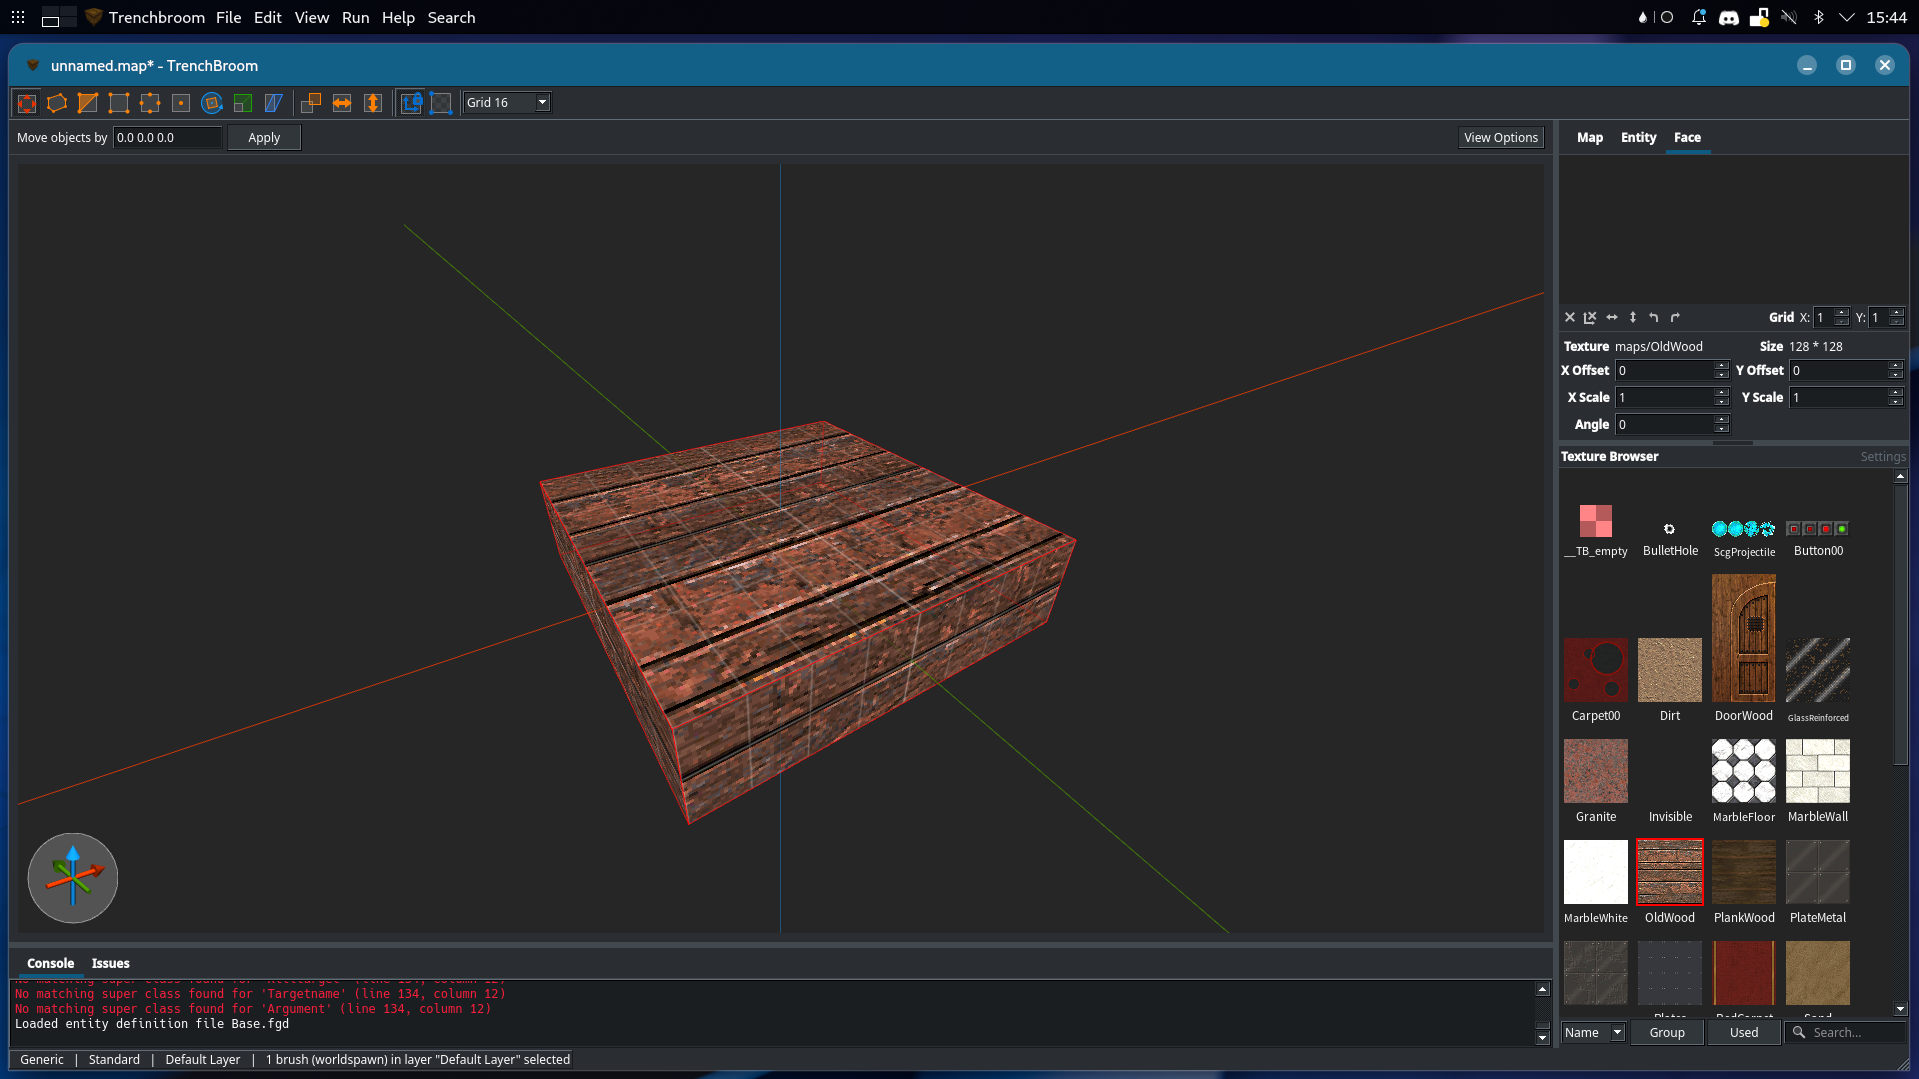 Trenchbroom File Edit View Run Help Search
15:44
unnamed.map* - TrenchBroom
Grid 16
Move objects by 0.0 0.0 0.0 Apply
View Options
Map Entity Face
Grid X: 1 Y: 1
Texture maps/OldWood Size 128 * 128
X Offset 0 Y Offset 0
X Scale 1 Y Scale 1
Angle 0
Texture Browser Settings
__TB_empty BulletHole ScgProjectile Button00
Carpet00 Dirt DoorWood GlassReinforced
Granite Invisible MarbleFloor MarbleWall
MarbleWhite OldWood PlankWood PlateMetal
Name Group Used Search...
Console Issues
No matching super class found for 'Targetname' (line 134, column 12)
No matching super class found for 'Argument' (line 134, column 12)
Loaded entity definition file Base.fgd
Generic | Standard | Default Layer | 1 brush (worldspawn) in layer "Default Layer" selected